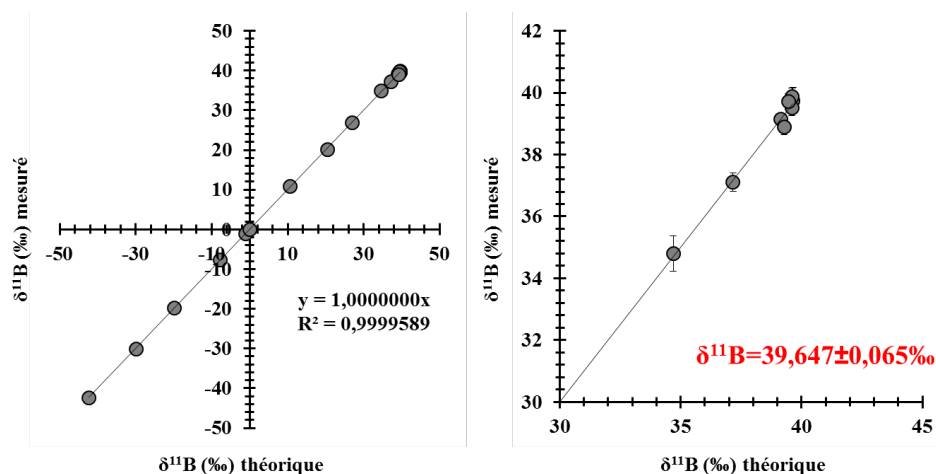 50
40
30
20
10
0
-10
-20
-30
-40
-50
-50 -30 -10 10 30 50
δ¹¹B (‰) mesuré
y = 1,0000000x
R² = 0,9999589
δ¹¹B (‰) théorique
42
40
38
36
34
32
30
30 35 40 45
δ¹¹B (‰) mesuré
δ¹¹B=39,647±0,065‰
δ¹¹B (‰) théorique